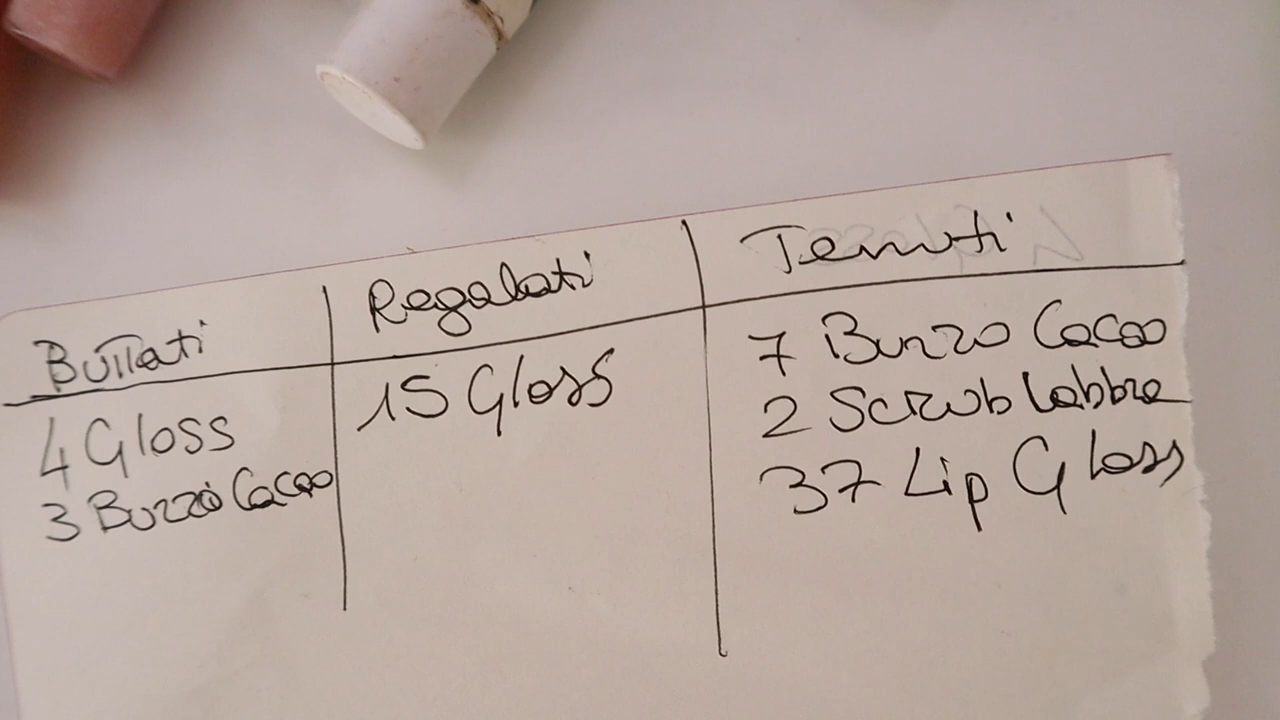 Buttati
Regalati
Tenuti
4 Gloss
3 Burro Cacao
15 Gloss
7 Burro Cacao
2 Scrub labbra
37 Lip Gloss